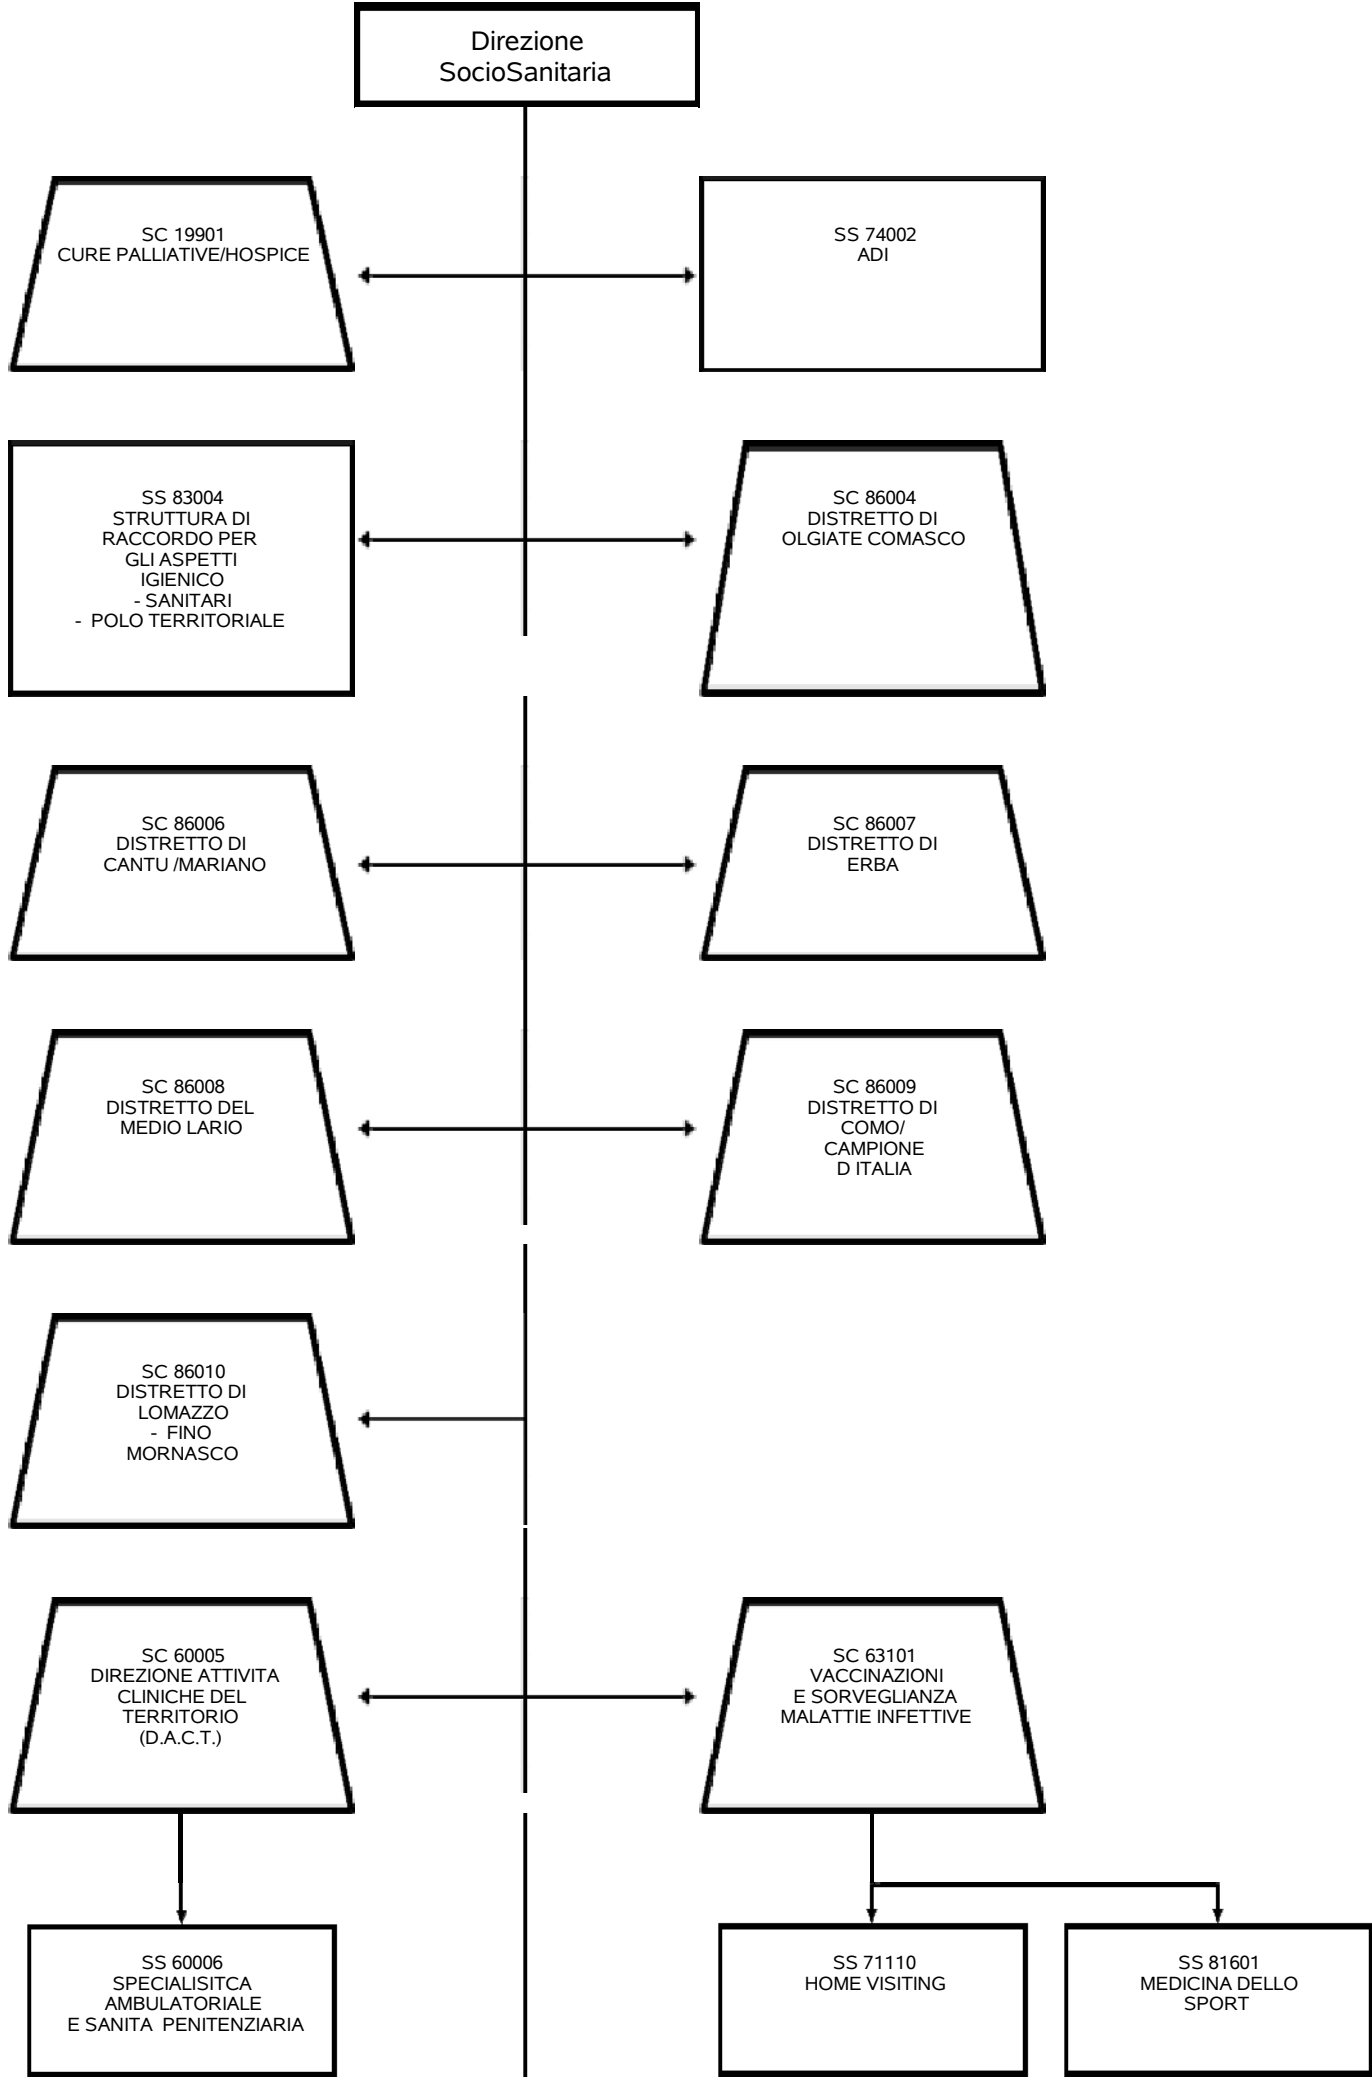 Direzione
SocioSanitaria
SC 19901
CURE PALLIATIVE/HOSPICE
SS 74002
ADI
SS 83004
STRUTTURA DI
RACCORDO PER
GLI ASPETTI
IGIENICO
- SANITARI
- POLO TERRITORIALE
SC 86004
DISTRETTO DI
OLGIATE COMASCO
SC 86006
DISTRETTO DI
CANTU /MARIANO
SC 86007
DISTRETTO DI
ERBA
SC 86008
DISTRETTO DEL
MEDIO LARIO
SC 86009
DISTRETTO DI
COMO/
CAMPIONE
D ITALIA
SC 86010
DISTRETTO DI
LOMAZZO
- FINO
MORNASCO
SC 60005
DIREZIONE ATTIVITA
CLINICHE DEL
TERRITORIO
(D.A.C.T.)
SC 63101
VACCINAZIONI
E SORVEGLIANZA
MALATTIE INFETTIVE
SS 60006
SPECIALISITCA
AMBULATORIALE
E SANITA PENITENZIARIA
SS 71110
HOME VISITING
SS 81601
MEDICINA DELLO
SPORT